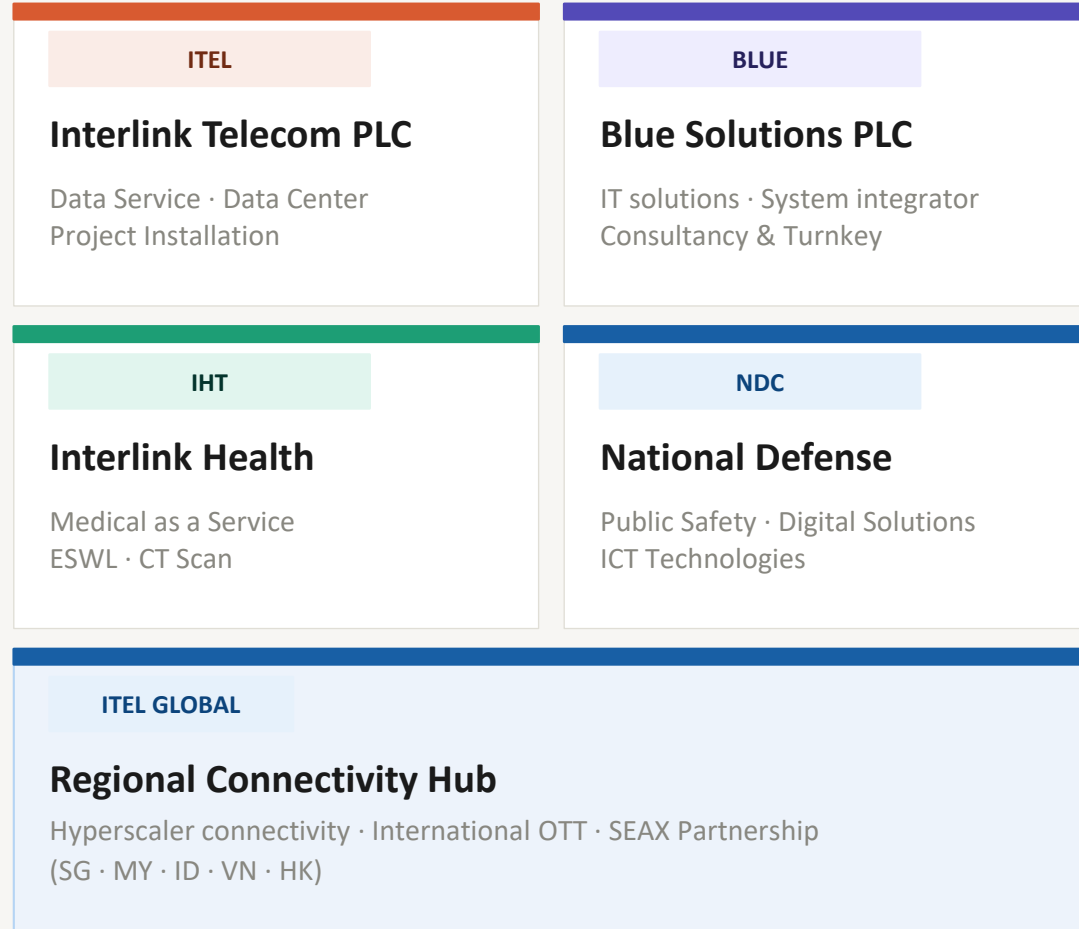 ITEL
Interlink Telecom PLC
Data Service · Data Center
Project Installation
BLUE
Blue Solutions PLC
IT solutions · System integrator
Consultancy & Turnkey
IHT
Interlink Health
Medical as a Service
ESWL · CT Scan
NDC
National Defense
Public Safety · Digital Solutions
ICT Technologies
ITEL GLOBAL
Regional Connectivity Hub
Hyperscaler connectivity · International OTT · SEAX Partnership
(SG · MY · ID · VN · HK)